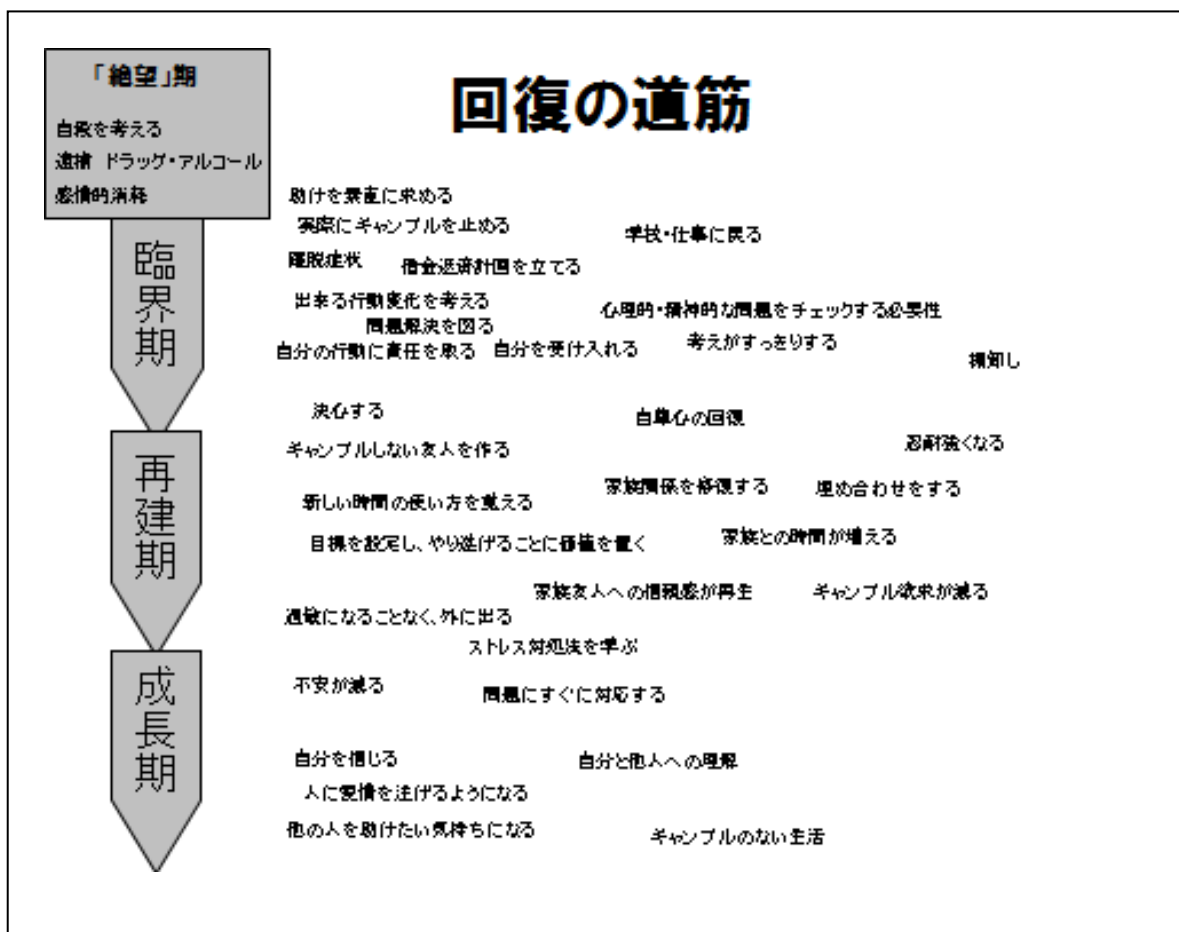 「絶望」期
自殺を考える
逮捕 ドラッグ・アルコール
感情的消耗
回復の道筋
臨界期
助けを素直に求める
実際にギャンブルを止める
学校・仕事に戻る
離脱症状
借金返済計画を立てる
出来る行動変化を考える
心理的・精神的な問題をチェックする必要性
問題解決を図る
自分の行動に責任を取る
自分を受け入れる
考えがすっきりする
棚卸し
再建期
決心する
自尊心の回復
忍耐強くなる
ギャンブルしない友人を作る
家族関係を修復する
埋め合わせをする
新しい時間の使い方を覚える
家族との時間が増える
目標を設定し、やり遂げることに価値を置く
家族友人への信頼感が再生
ギャンブル欲求が減る
過敏になることなく、外に出る
ストレス対処法を学ぶ
成長期
不安が減る
問題にすぐに対応する
自分を信じる
自分と他人への理解
人に愛情を注げるようになる
他の人を助けたい気持ちになる
ギャンブルのない生活